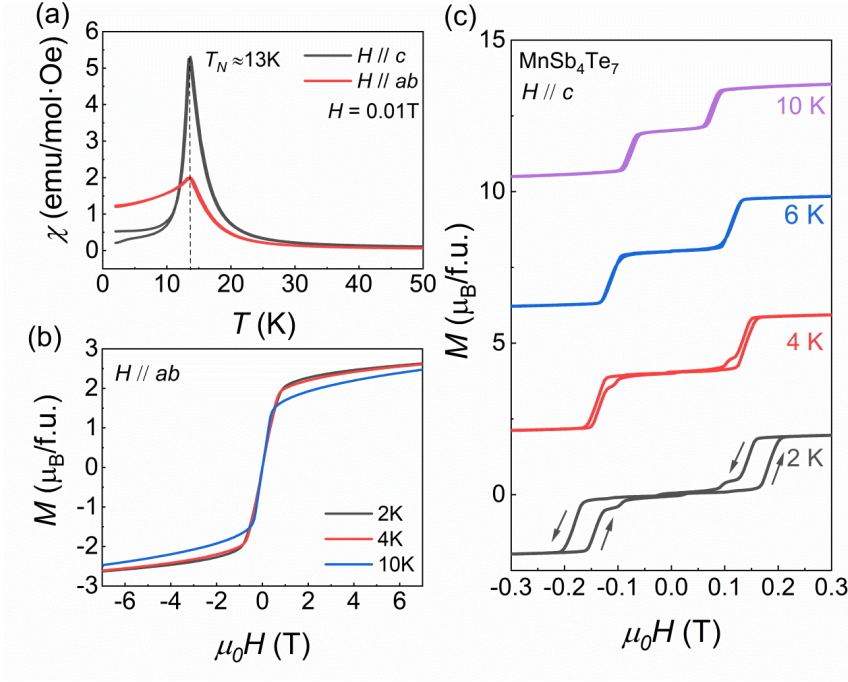 (a)
6
5
4
3
2
1
0
χ (emu/mol·Oe)
T_N ≈13K
H // c
H // ab
H = 0.01T
0 10 20 30 40 50
T (K)
(b)
3
2
1
0
-1
-2
-3
M (μ_B/f.u.)
H // ab
2K
4K
10K
-6 -4 -2 0 2 4 6
μ_0H (T)
(c)
15
10
5
0
M (μ_B/f.u.)
MnSb_4Te_7
H // c
10 K
6 K
4 K
2 K
-0.3 -0.2 -0.1 0.0 0.1 0.2 0.3
μ_0H (T)